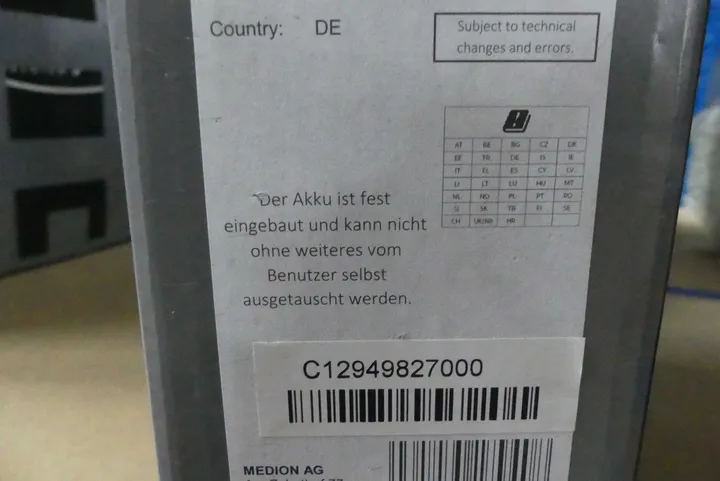 Country: DE
Subject to technical
changes and errors.
AT BE BG CZ DK
EE FR DE IS IE
IT EL ES CY LV
LI LT LU HU MT
NL NO PL PT RO
SI SK TR FI SE
CH UK(NI) HR
Der Akku ist fest
eingebaut und kann nicht
ohne weiteres vom
Benutzer selbst
ausgetauscht werden.
C12949827000
MEDION AG